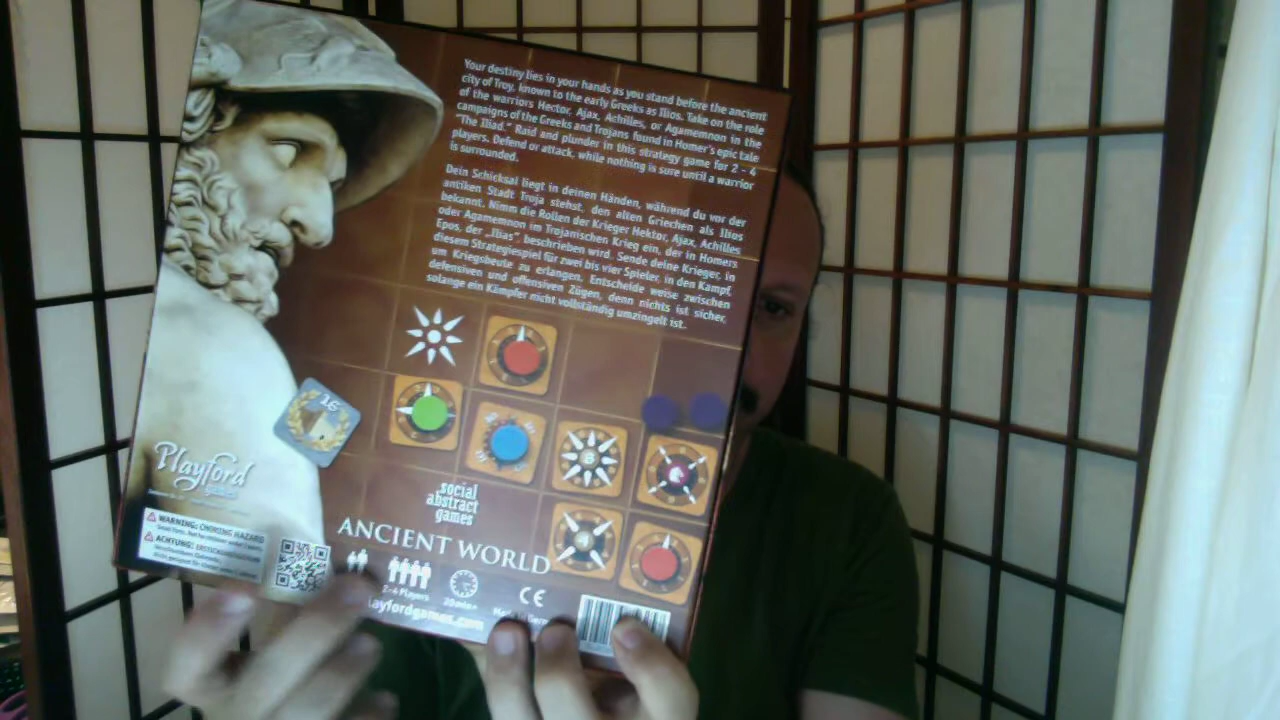 Your destiny lies in your hands as you stand before the ancient
city of Troy, known to the early Greeks as Ilios. Take on the role
of the warriors Hector, Ajax, Achilles, or Agamemnon in the
campaigns of the Greeks and Trojans found in Homer's epic tale
"The Iliad." Raid and plunder in this strategy game for 2 - 4
players. Defend or attack, while nothing is sure until a warrior
is surrounded.
Dein Schicksal liegt in deinen Händen, während du vor der
antiken Stadt Troja stehst, den alten Griechen als Ilios
bekannt. Nimm die Rollen der Krieger Hektor, Ajax, Achilles
oder Agamemnon im Trojanischen Krieg ein, der in Homers
Epos, der „Ilias", beschrieben wird. Sende deine Krieger, in
diesem Strategiespiel für zwei bis vier Spieler, in den Kampf,
um Kriegsbeute zu erlangen. Entscheide weise zwischen
defensiven und offensiven Zügen, denn nichts ist sicher,
solange ein Kämpfer nicht vollständig umzingelt ist.
16
Playford
games
social
abstract
games
ANCIENT WORLD
WARNING: CHOKING HAZARD
ACHTUNG:
2-4 Players
CE
ayfordgames.com